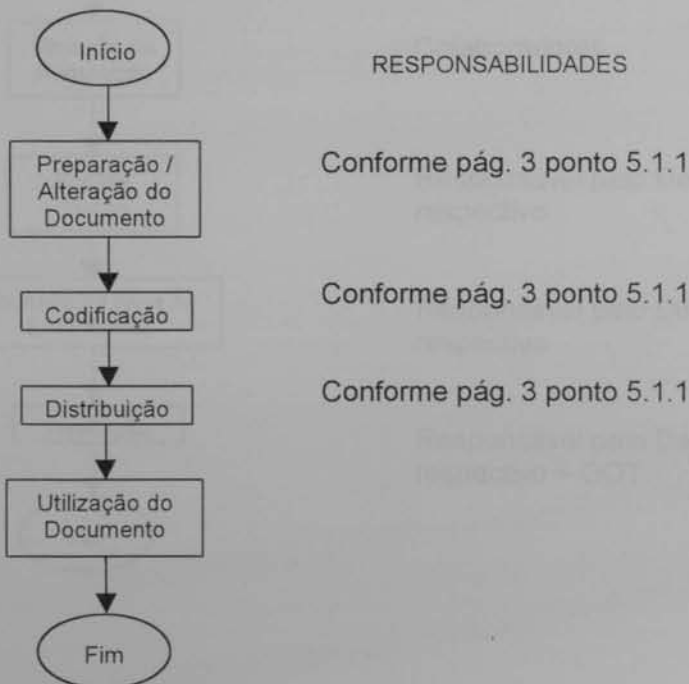 Início
RESPONSABILIDADES
Preparação /
Alteração do
Documento
Conforme pág. 3 ponto 5.1.1
Codificação
Conforme pág. 3 ponto 5.1.1
Distribuição
Conforme pág. 3 ponto 5.1.1
Utilização do
Documento
Fim